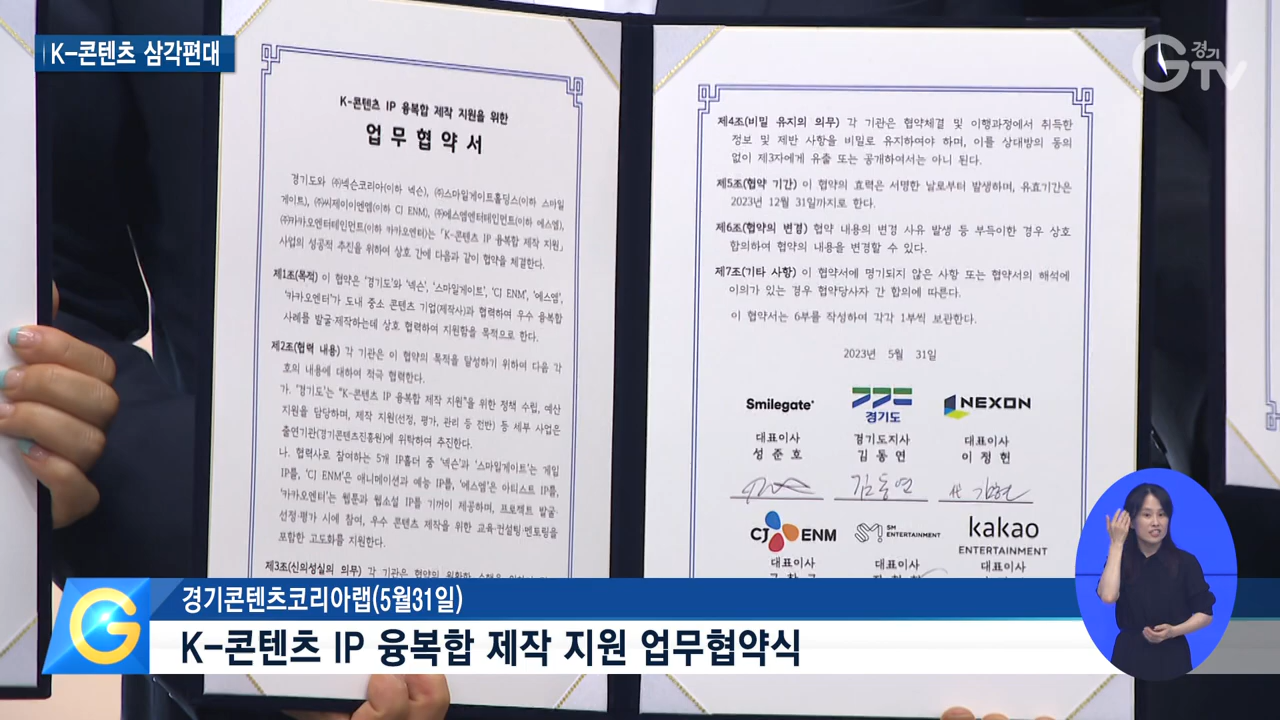 K-콘텐츠 삼각편대
경기
GTV
K-콘텐츠 IP 융복합 제작 지원을 위한
업무협약서
경기도와 ㈜넥슨코리아(이하 넥슨), ㈜스마일게이트홀딩스(이하 스마일
게이트), ㈜씨제이이엔엠(이하 CJ ENM), ㈜에스엠엔터테인먼트(이하 에스엠),
㈜카카오엔터테인먼트(이하 카카오엔터)는 「K-콘텐츠 IP 융복합 제작 지원」
사업의 성공적 추진을 위하여 상호 간에 다음과 같이 협약을 체결한다.
제1조(목적) 이 협약은 '경기도'와 '넥슨', '스마일게이트', 'CJ ENM', '에스엠',
'카카오엔터'가 도내 중소 콘텐츠 기업(제작사)과 협력하여 우수 융복합
사례를 발굴·제작하는데 상호 협력하여 지원함을 목적으로 한다.
제2조(협력 내용) 각 기관은 이 협약의 목적을 달성하기 위하여 다음 각
호의 내용에 대하여 적극 협력한다.
가. '경기도'는 "K-콘텐츠 IP 융복합 제작 지원"을 위한 정책 수립, 예산
지원을 담당하며, 제작 지원(선정, 평가, 관리 등 전반) 등 세부 사업은
출연기관(경기콘텐츠진흥원)에 위탁하여 추진한다.
나. 협력사로 참여하는 5개 IP홀더 중 '넥슨'과 '스마일게이트'는 게임
IP를, 'CJ ENM'은 애니메이션과 예능 IP를, '에스엠'은 아티스트 IP를,
'카카오엔터'는 웹툰과 웹소설 IP를 기꺼이 제공하며, 프로젝트 발굴·
선정·평가 시에 참여, 우수 콘텐츠 제작을 위한 교육·컨설팅·멘토링을
포함한 고도화를 지원한다.
제3조(신의성실의 의무) 각 기관은 협약의 원활한
제4조(비밀 유지의 의무) 각 기관은 협약체결 및 이행과정에서 취득한
정보 및 제반 사항을 비밀로 유지하여야 하며, 이를 상대방의 동의
없이 제3자에게 유출 또는 공개하여서는 아니 된다.
제5조(협약 기간) 이 협약의 효력은 서명한 날로부터 발생하며, 유효기간은
2023년 12월 31일까지로 한다.
제6조(협약의 변경) 협약 내용의 변경 사유 발생 등 부득이한 경우 상호
합의하여 협약의 내용을 변경할 수 있다.
제7조(기타 사항) 이 협약서에 명기되지 않은 사항 또는 협약서의 해석에
이의가 있는 경우 협약당사자 간 합의에 따른다.
이 협약서는 6부를 작성하여 각각 1부씩 보관한다.
2023년 5월 31일
Smilegate 경기도 NEXON
대표이사 경기도지사 대표이사
성준호 김동연 이정헌
김동연
CJ ENM SM ENTERTAINMENT kakao ENTERTAINMENT
대표이사 대표이사 대표이사
경기콘텐츠코리아랩(5월31일)
G K-콘텐츠 IP 융복합 제작 지원 업무협약식